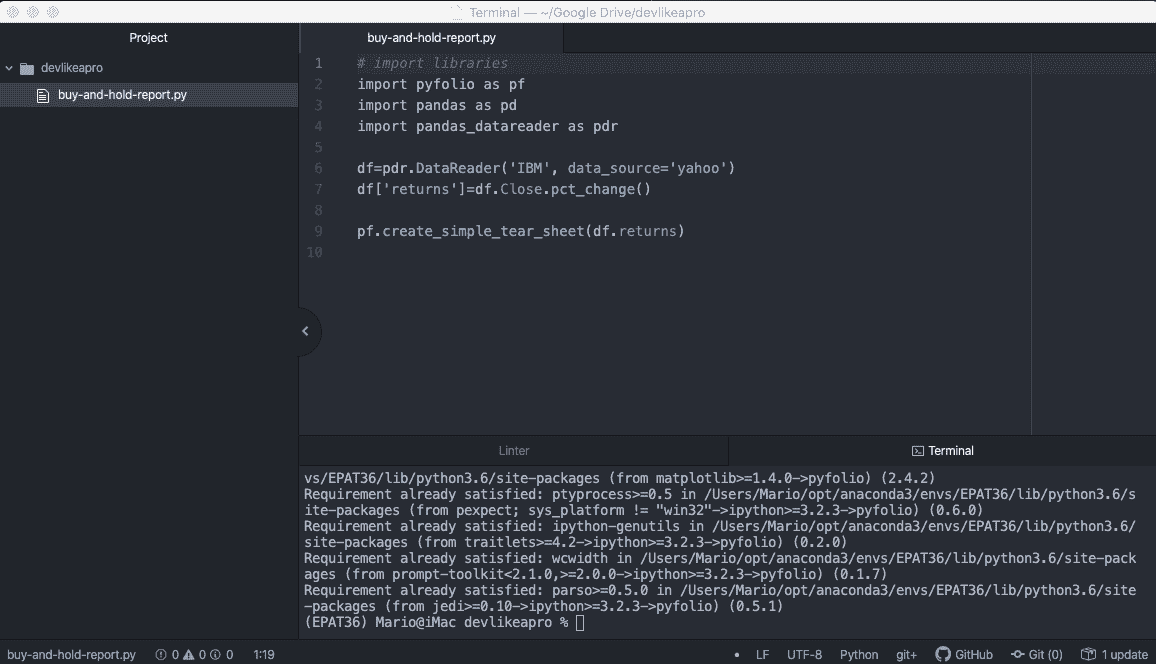 Terminal — ~/Google Drive/devlikeapro
Project
buy-and-hold-report.py
devlikeapro
buy-and-hold-report.py
1 # import libraries
2 import pyfolio as pf
3 import pandas as pd
4 import pandas_datareader as pdr
5
6 df=pdr.DataReader('IBM', data_source='yahoo')
7 df['returns']=df.Close.pct_change()
8
9 pf.create_simple_tear_sheet(df.returns)
10
Linter
Terminal
vs/EPAT36/lib/python3.6/site-packages (from matplotlib>=1.4.0->pyfolio) (2.4.2)
Requirement already satisfied: ptyprocess>=0.5 in /Users/Mario/opt/anaconda3/envs/EPAT36/lib/python3.6/s
ite-packages (from pexpect; sys_platform != "win32"->ipython>=3.2.3->pyfolio) (0.6.0)
Requirement already satisfied: ipython-genutils in /Users/Mario/opt/anaconda3/envs/EPAT36/lib/python3.6/
site-packages (from traitlets>=4.2->ipython>=3.2.3->pyfolio) (0.2.0)
Requirement already satisfied: wcwidth in /Users/Mario/opt/anaconda3/envs/EPAT36/lib/python3.6/site-pack
ages (from prompt-toolkit<2.1.0,>=2.0.0->ipython>=3.2.3->pyfolio) (0.1.7)
Requirement already satisfied: parso>=0.5.0 in /Users/Mario/opt/anaconda3/envs/EPAT36/lib/python3.6/site
-packages (from jedi>=0.10->ipython>=3.2.3->pyfolio) (0.5.1)
(EPAT36) Mario@iMac devlikeapro %
buy-and-hold-report.py 0 0 0 1:19 LF UTF-8 Python git+ GitHub Git (0) 1 update